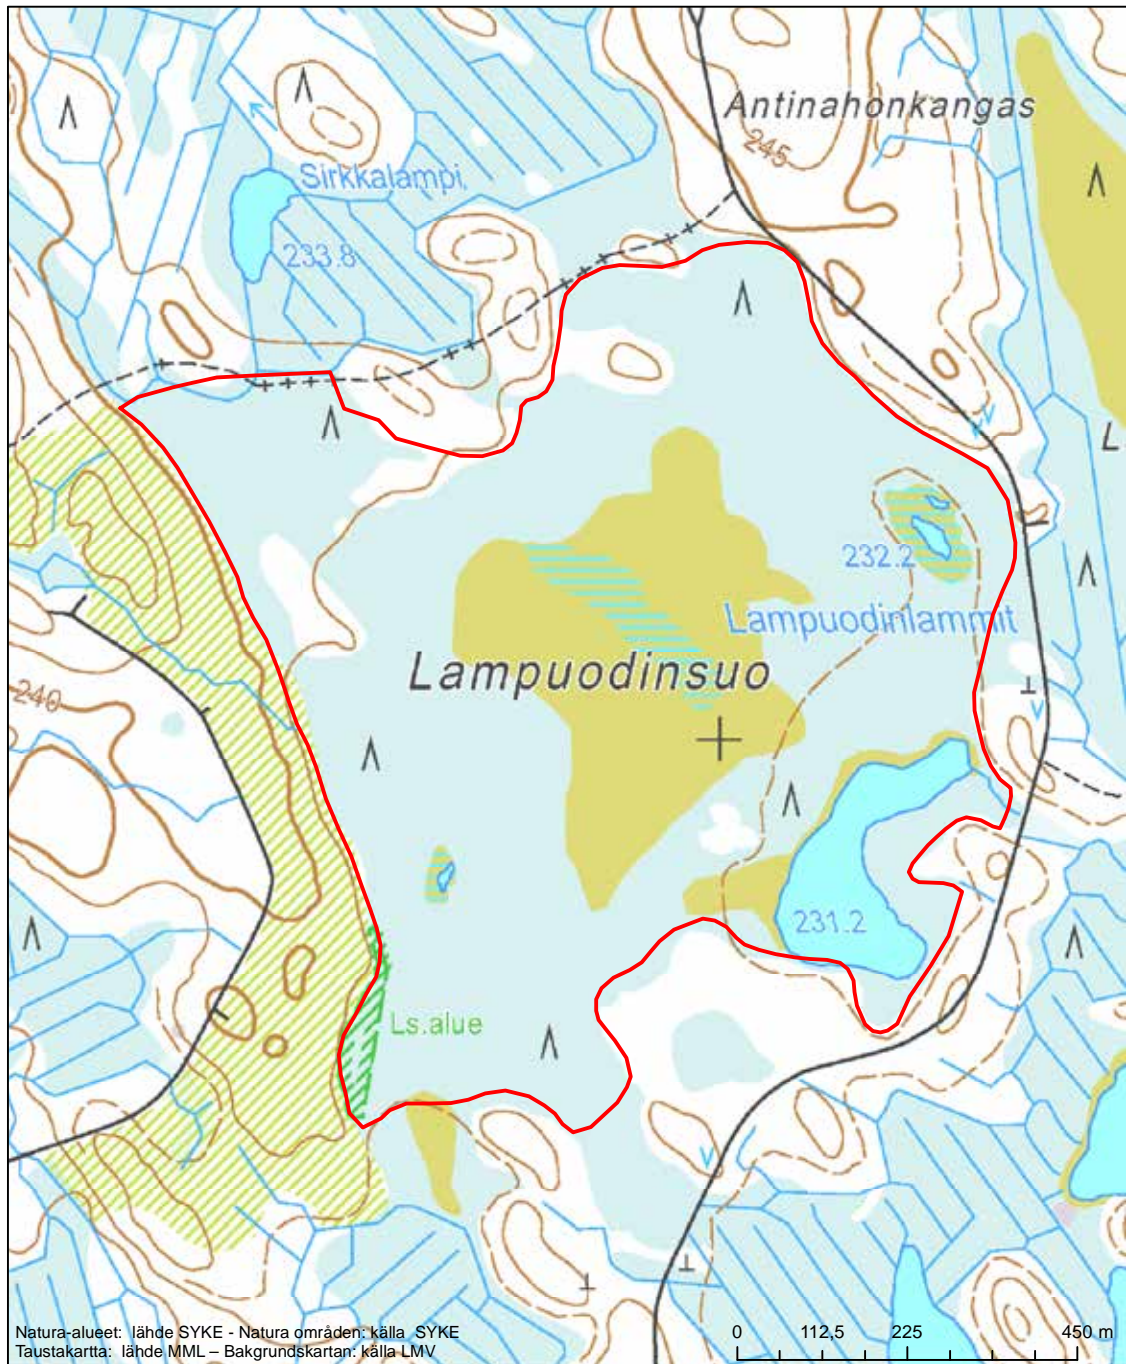 Antinahonkangas
245
Sirkkalampi
233.8
232.2
Lampuodinlammit
L
Lampuodinsuo
240
231.2
Ls.alue
Natura-alueet: lähde SYKE - Natura områden: källa SYKE
Taustakartta: lähde MML – Bakgrundskartan: källa LMV
0 112,5 225 450 m